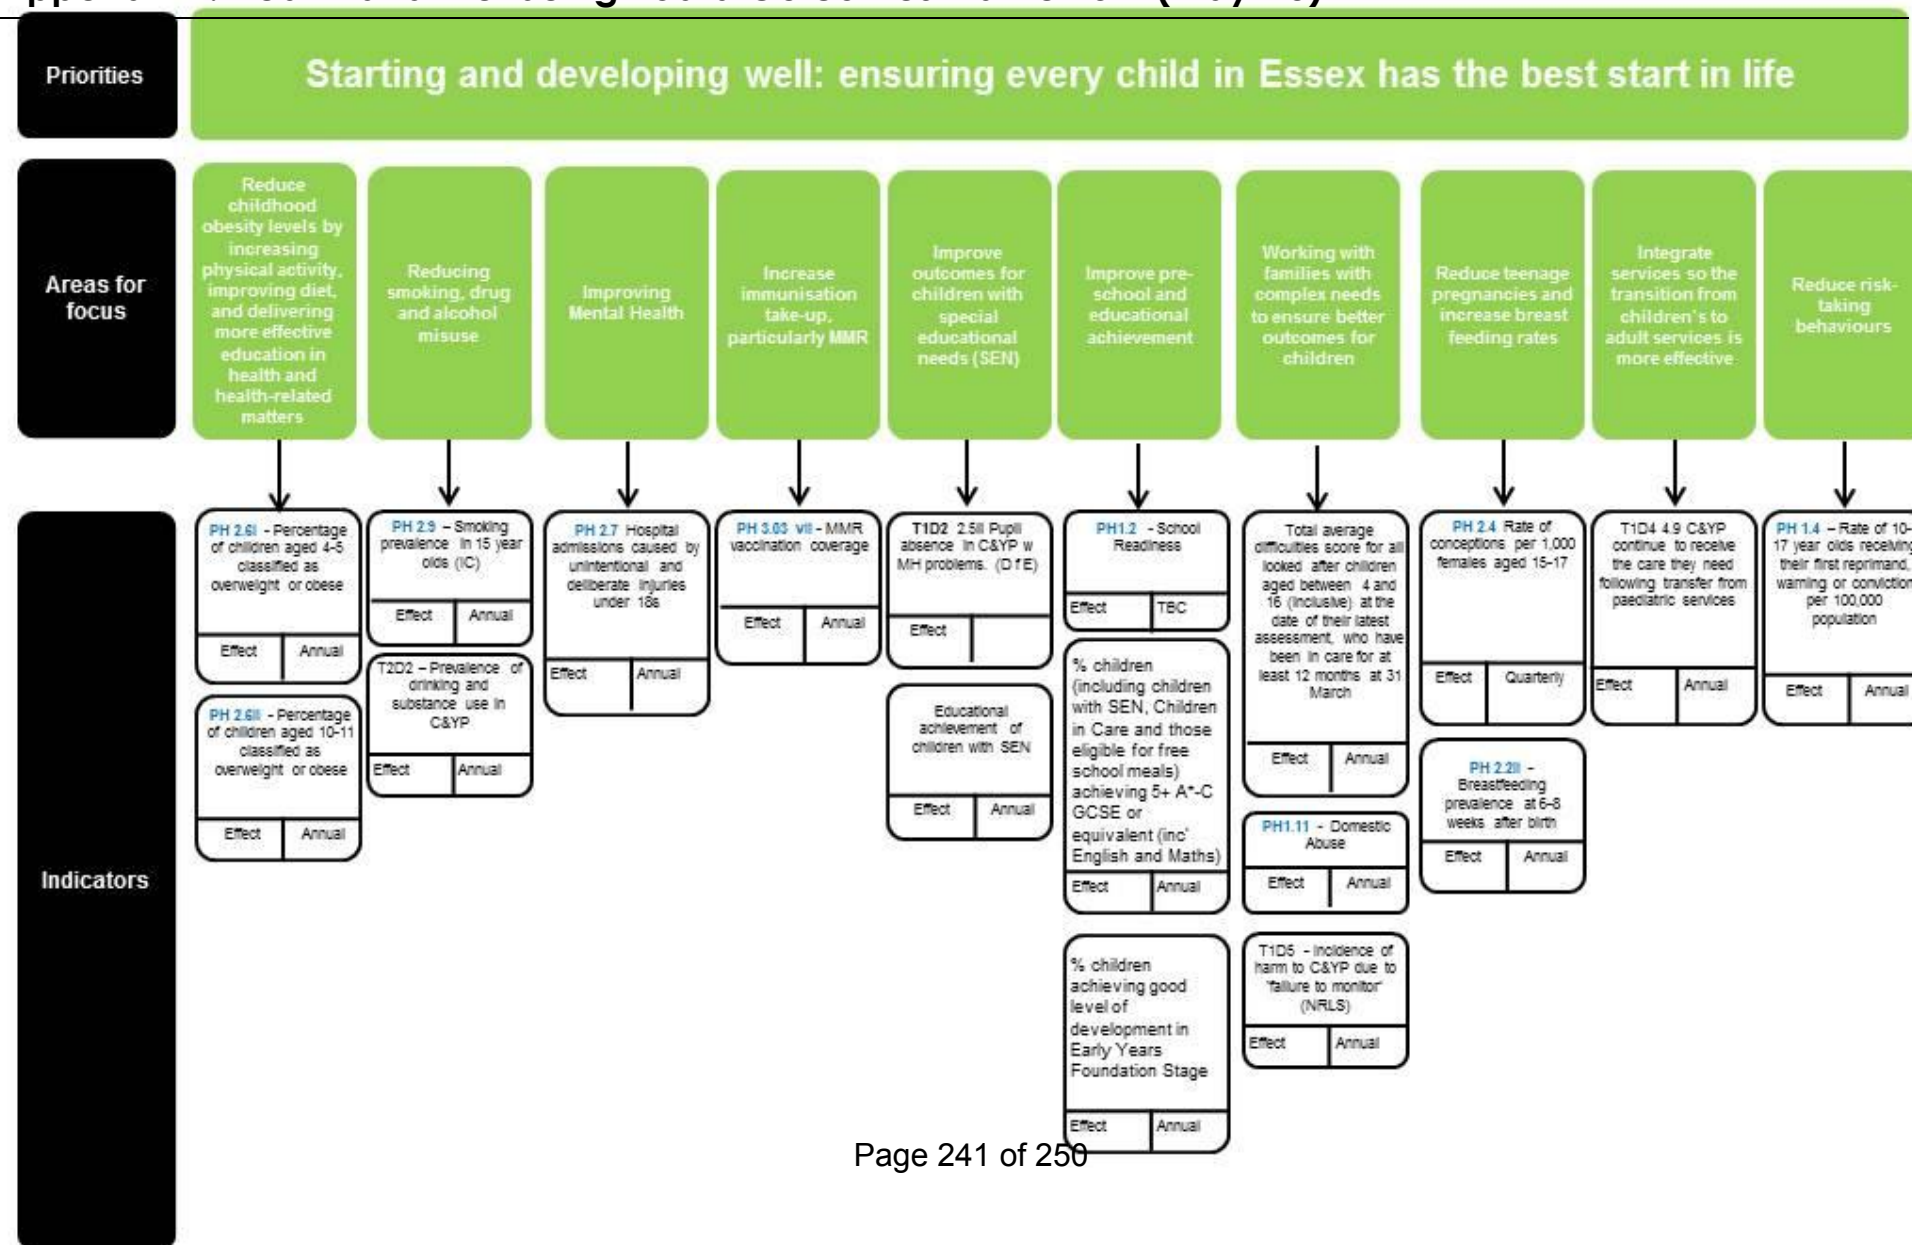 Priorities
Starting and developing well: ensuring every child in Essex has the best start in life
Areas for
focus
Reduce
childhood
obesity levels by
increasing
physical activity,
improving diet,
and delivering
more effective
education in
health and
health-related
matters
Reducing
smoking, drug
and alcohol
misuse
Improving
Mental Health
Increase
immunisation
take-up,
particularly MMR
Improve
outcomes for
children with
special
educational
needs (SEN)
Improve pre-
school and
educational
achievement
Working with
families with
complex needs
to ensure better
outcomes for
children
Reduce teenage
pregnancies and
increase breast
feeding rates
Integrate
services so the
transition from
children's to
adult services is
more effective
Reduce risk-
taking
behaviours
Indicators
PH 2.6i - Percentage
of children aged 4-5
classified as
overweight or obese
Effect Annual
PH 2.6ii - Percentage
of children aged 10-11
classified as
overweight or obese
Effect Annual
PH 2.9 – Smoking
prevalence in 15 year
olds (IC)
Effect Annual
T2D2 – Prevalence of
drinking and
substance use in
C&YP
Effect Annual
PH 2.7 Hospital
admissions caused by
unintentional and
deliberate injuries
under 18s
Effect Annual
PH 3.03 vii - MMR
vaccination coverage
Effect Annual
T1D2 2.5ii Pupil
absence in C&YP w
MH problems. (D f E)
Effect
Educational
achievement of
children with SEN
Effect Annual
PH1.2 - School
Readiness
Effect TBC
% children
(including children
with SEN, Children
in Care and those
eligible for free
school meals)
achieving 5+ A*-C
GCSE or
equivalent (inc'
English and Maths)
Effect Annual
% children
achieving good
level of
development in
Early Years
Foundation Stage
Effect Annual
Total average
difficulties score for all
looked after children
aged between 4 and
16 (inclusive) at the
date of their latest
assessment, who have
been in care for at
least 12 months at 31
March
Effect Annual
PH1.11 - Domestic
Abuse
Effect Annual
T1D5 - Incidence of
harm to C&YP due to
'failure to monitor'
(NRLS)
Effect Annual
PH 2.4 Rate of
conceptions per 1,000
females aged 15-17
Effect Quarterly
PH 2.2ii –
Breastfeeding
prevalence at 6-8
weeks after birth
Effect Annual
T1D4 4.9 C&YP
continue to receive
the care they need
following transfer from
paediatric services
Effect Annual
PH 1.4 – Rate of 10-
17 year olds receiving
their first reprimand,
warning or conviction
per 100,000
population
Effect Annual
Page 241 of 250